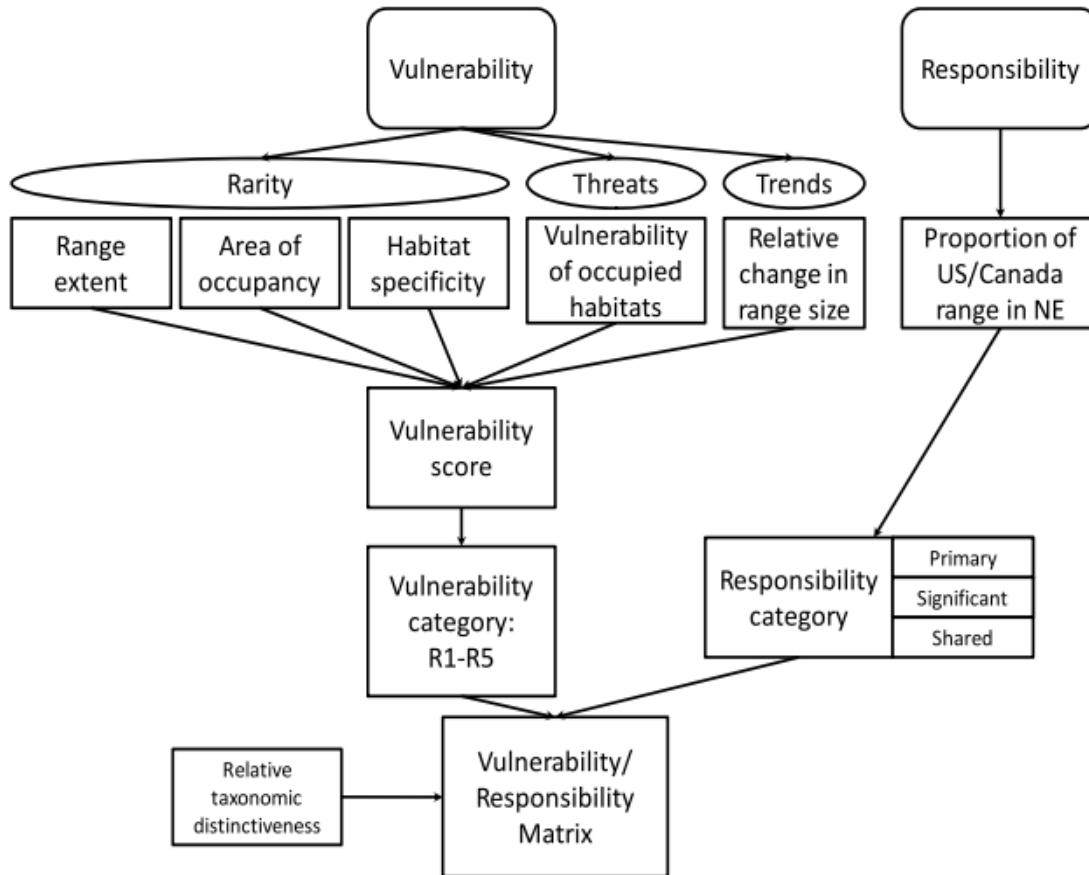 Vulnerability
Responsibility
Rarity
Threats
Trends
Range
extent
Area of
occupancy
Habitat
specificity
Vulnerability
of occupied
habitats
Relative
change in
range size
Proportion of
US/Canada
range in NE
Vulnerability
score
Vulnerability
category:
R1-R5
Responsibility
category
Primary
Significant
Shared
Relative
taxonomic
distinctiveness
Vulnerability/
Responsibility
Matrix